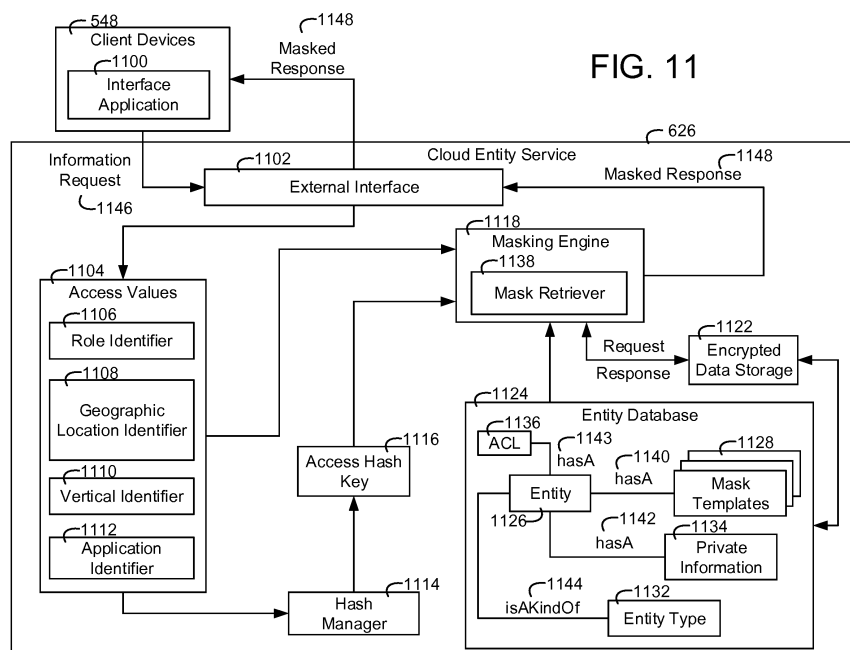 548
Client Devices
1100
Interface
Application
1148
Masked
Response
FIG. 11
626
Cloud Entity Service
Information
Request
1146
1102
External Interface
1148
Masked Response
1118
Masking Engine
1138
Mask Retriever
1104
Access Values
1106
Role Identifier
1108
Geographic
Location Identifier
1110
Vertical Identifier
1112
Application
Identifier
1116
Access Hash
Key
1114
Hash
Manager
Request
Response
1122
Encrypted
Data Storage
1124
Entity Database
1136
ACL
1143
hasA
1140
hasA
1128
Mask
Templates
Entity
1126
1142
hasA
1134
Private
Information
1144
isAKindOf
1132
Entity Type